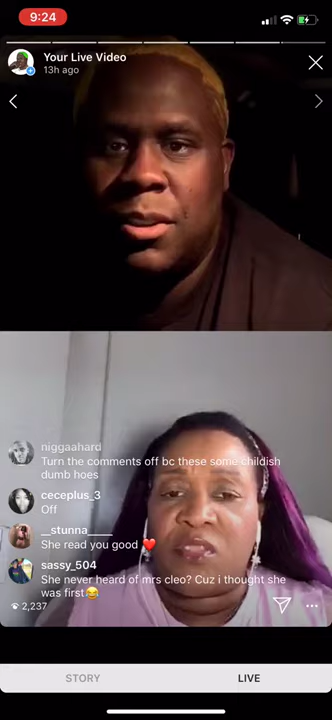 9:24
Your Live Video
13h ago
niggaahard
Turn the comments off bc these some childish
dumb hoes
ceceplus_3
Off
__stunna____
She read you good ❤️
sassy_504
She never heard of mrs cleo? Cuz i thought she
was first😂
2,237
STORY
LIVE